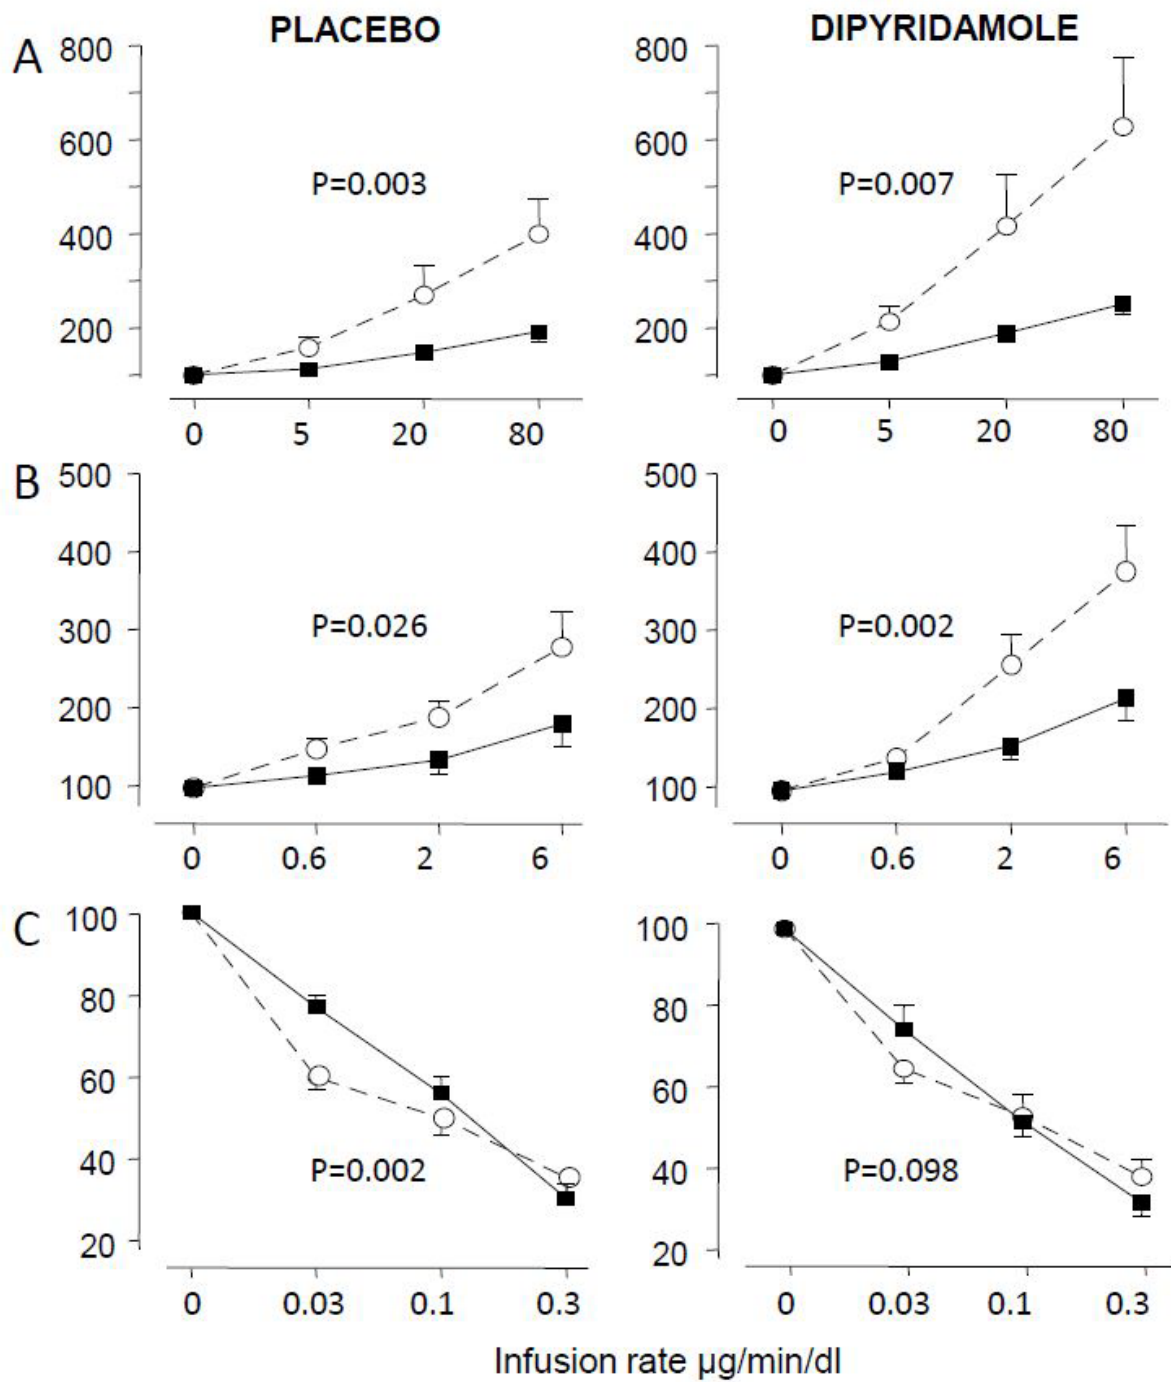 PLACEBO DIPYRIDAMOLE
A
800 800
600 600
P=0.003 P=0.007
400 400
200 200
0 5 20 80 0 5 20 80
B
500 500
400 400
P=0.026 P=0.002
300 300
200 200
100 100
0 0.6 2 6 0 0.6 2 6
C
100 100
80 80
60 60
40 40
P=0.002 P=0.098
20 20
0 0.03 0.1 0.3 0 0.03 0.1 0.3
Infusion rate µg/min/dl